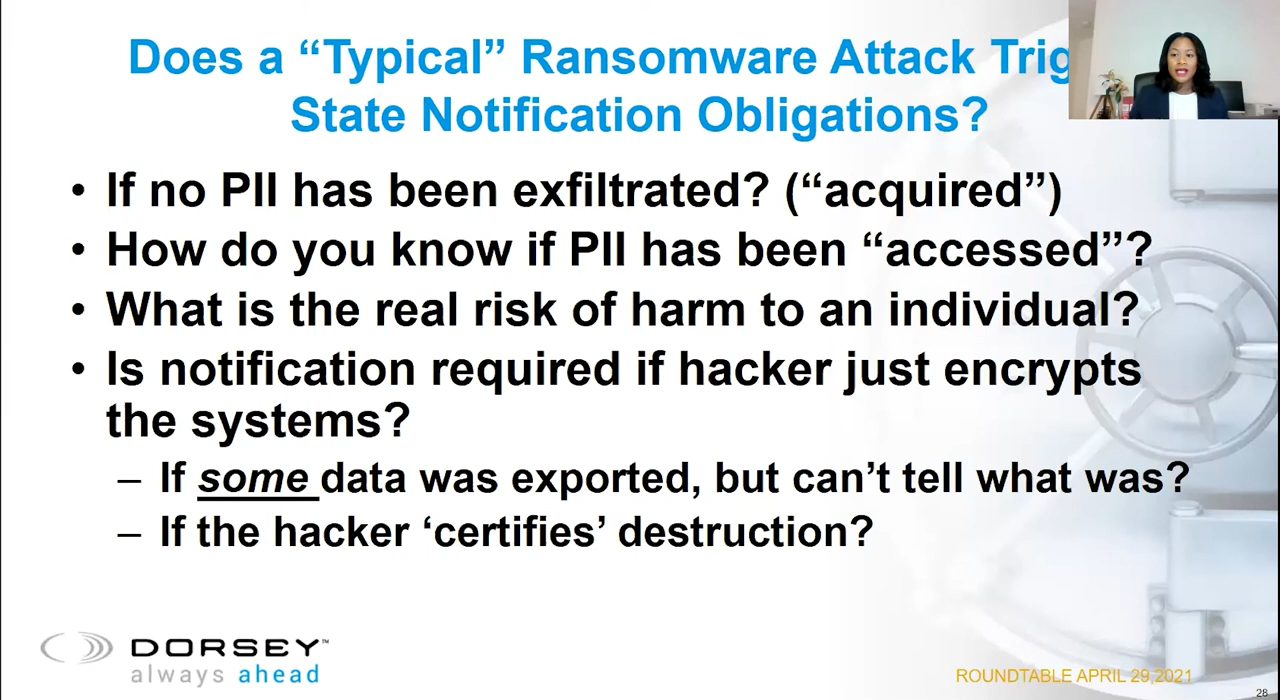 Does a “Typical” Ransomware Attack Trig
State Notification Obligations?
• If no PII has been exfiltrated? (“acquired”)
• How do you know if PII has been “accessed”?
• What is the real risk of harm to an individual?
• Is notification required if hacker just encrypts
the systems?
– If some data was exported, but can’t tell what was?
– If the hacker ‘certifies’ destruction?
DORSEY™
always ahead
ROUNDTABLE APRIL 29,2021
28